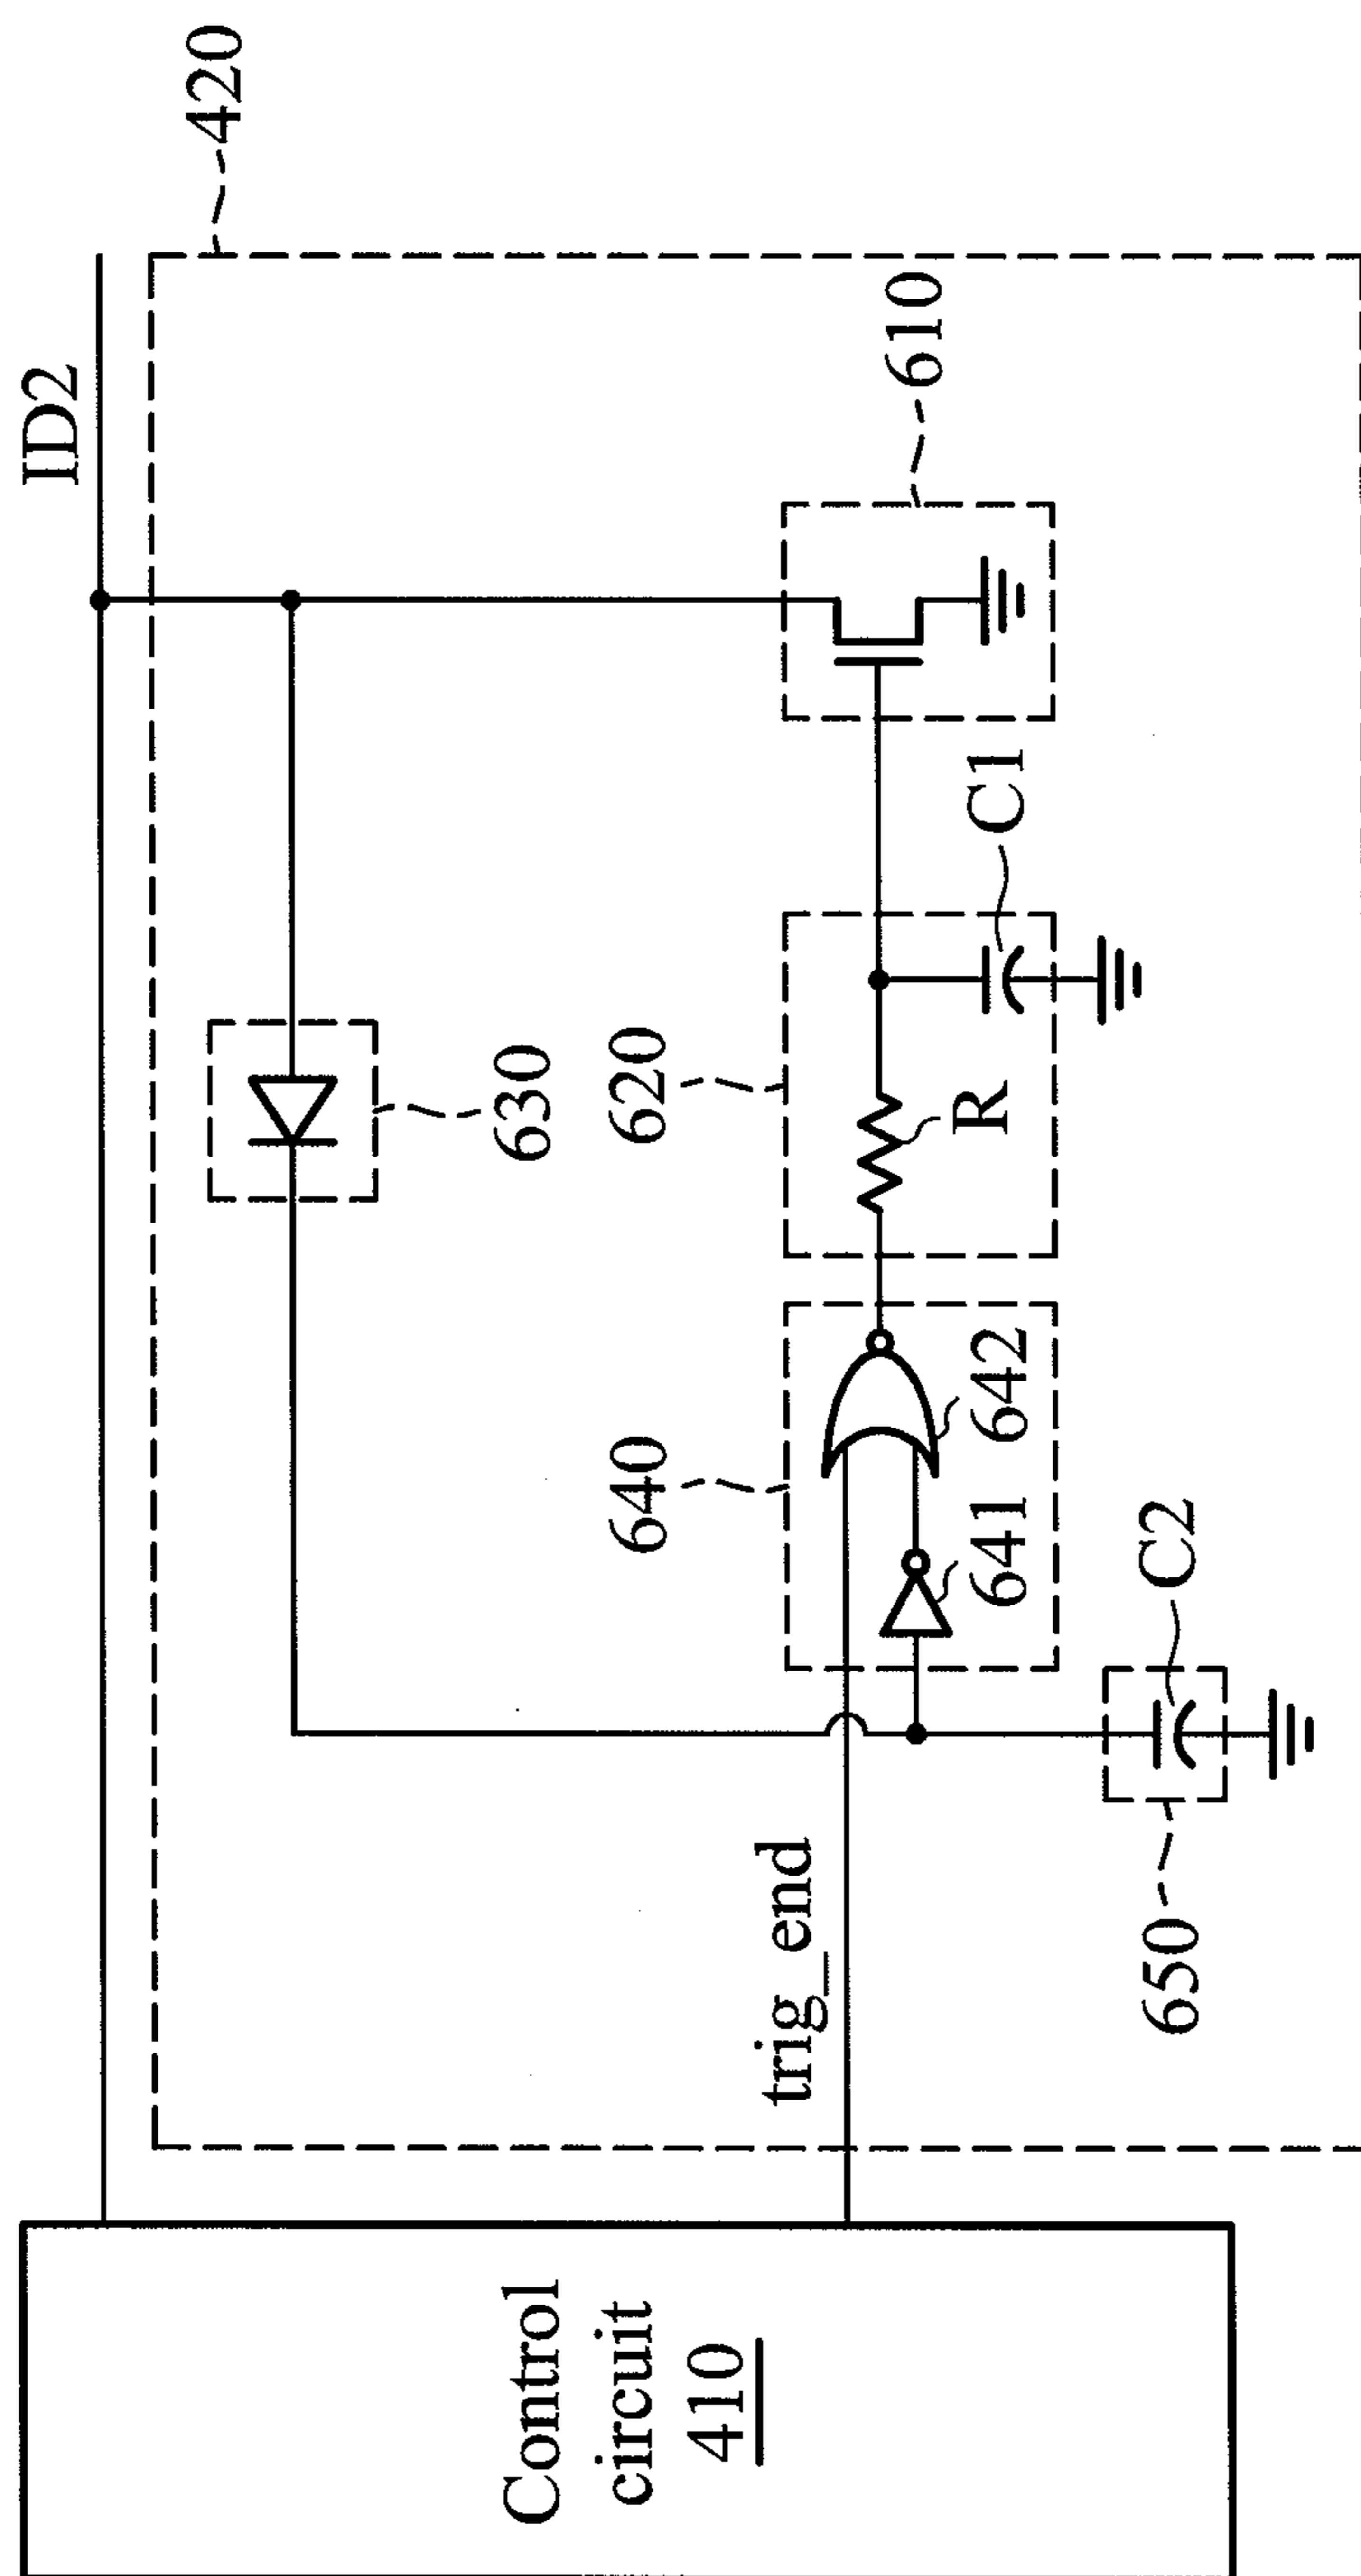 ID2
420
630
610
620
C1
R
640
642
641
C2
650
trig_end
Control
circuit
410